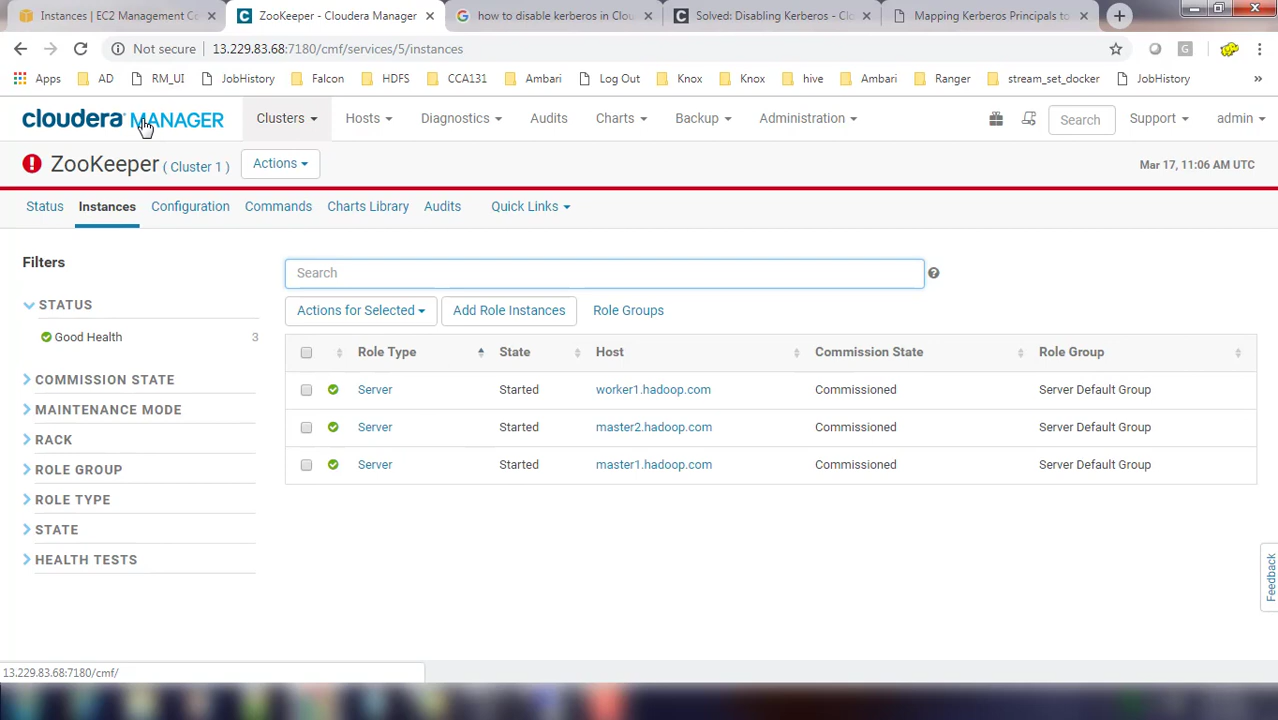 Instances | EC2 Management Co
ZooKeeper - Cloudera Manager
how to disable kerberos in Clou
Solved: Disabling Kerberos - Clo
Mapping Kerberos Principals to
Not secure 13.229.83.68:7180/cmf/services/5/instances
Apps AD RM_UI JobHistory Falcon HDFS CCA131 Ambari Log Out Knox Knox hive Ambari Ranger stream_set_docker JobHistory »
cloudera MANAGER Clusters Hosts Diagnostics Audits Charts Backup Administration Search Support admin
ZooKeeper ( Cluster 1 ) Actions Mar 17, 11:06 AM UTC
Status Instances Configuration Commands Charts Library Audits Quick Links
Filters
STATUS
Good Health 3
COMMISSION STATE
MAINTENANCE MODE
RACK
ROLE GROUP
ROLE TYPE
STATE
HEALTH TESTS
Search
Actions for Selected Add Role Instances Role Groups
Role Type State Host Commission State Role Group
Server Started worker1.hadoop.com Commissioned Server Default Group
Server Started master2.hadoop.com Commissioned Server Default Group
Server Started master1.hadoop.com Commissioned Server Default Group
Feedback
13.229.83.68:7180/cmf/